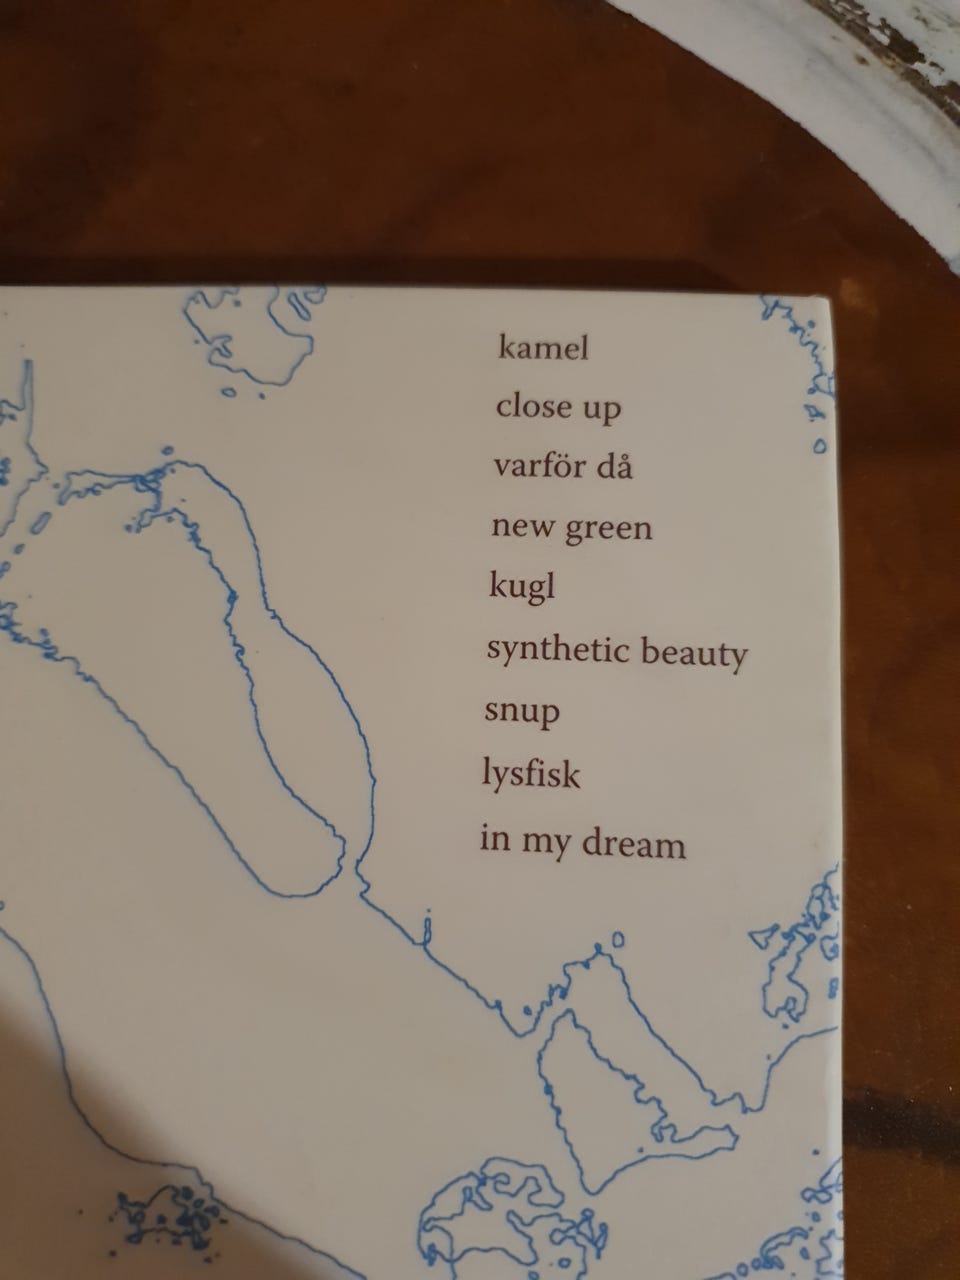 kamel
close up
varför då
new green
kugl
synthetic beauty
snup
lysfisk
in my dream